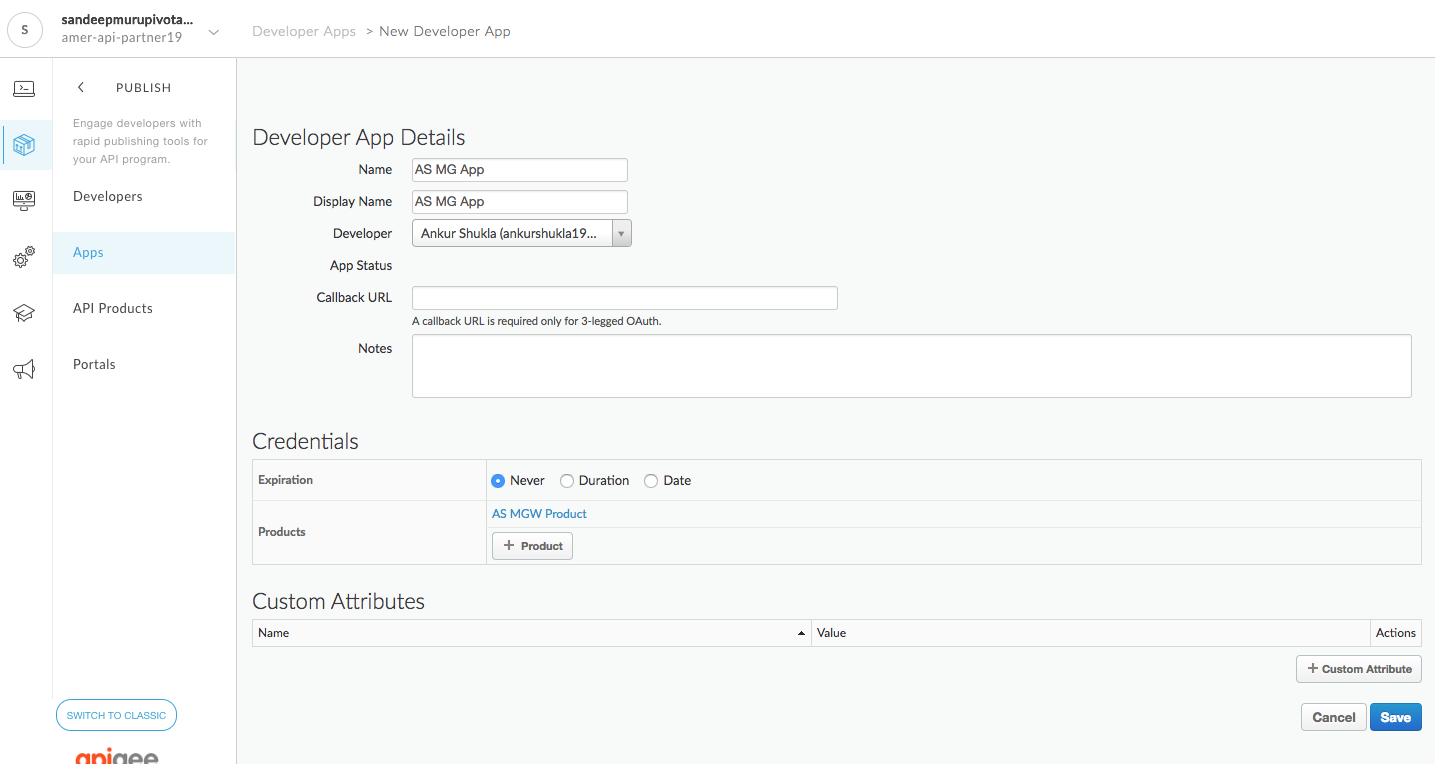 S
sandeepmurupivota...
amer-api-partner19
Developer Apps > New Developer App
PUBLISH
Engage developers with
rapid publishing tools for
your API program.
Developers
Apps
API Products
Portals
SWITCH TO CLASSIC
apigee
Developer App Details
Name AS MG App
Display Name AS MG App
Developer Ankur Shukla (ankurshukla19...
App Status
Callback URL
A callback URL is required only for 3-legged OAuth.
Notes
Credentials
Expiration Never Duration Date
Products AS MGW Product
+ Product
Custom Attributes
Name Value Actions
+ Custom Attribute
Cancel Save